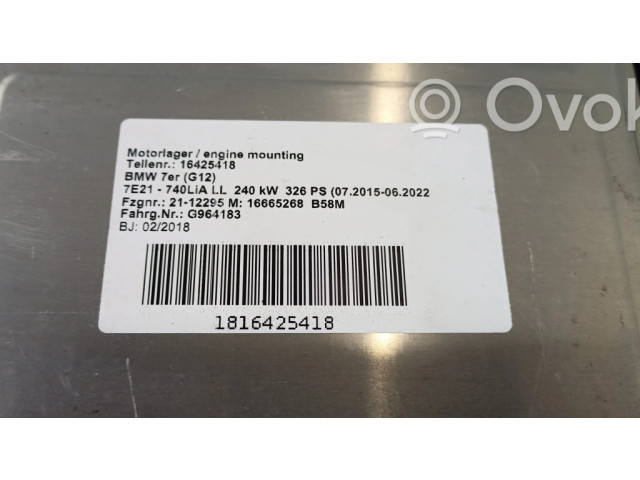 Ovok
Motorlager / engine mounting
Teilenr.: 16425418
BMW 7er (G12)
7E21 - 740LiA LL 240 kW 326 PS (07.2015-06.2022
Fzgnr.: 21-12295 M: 16665268 B58M
Fahrg.Nr.: G964183
BJ: 02/2018
1816425418